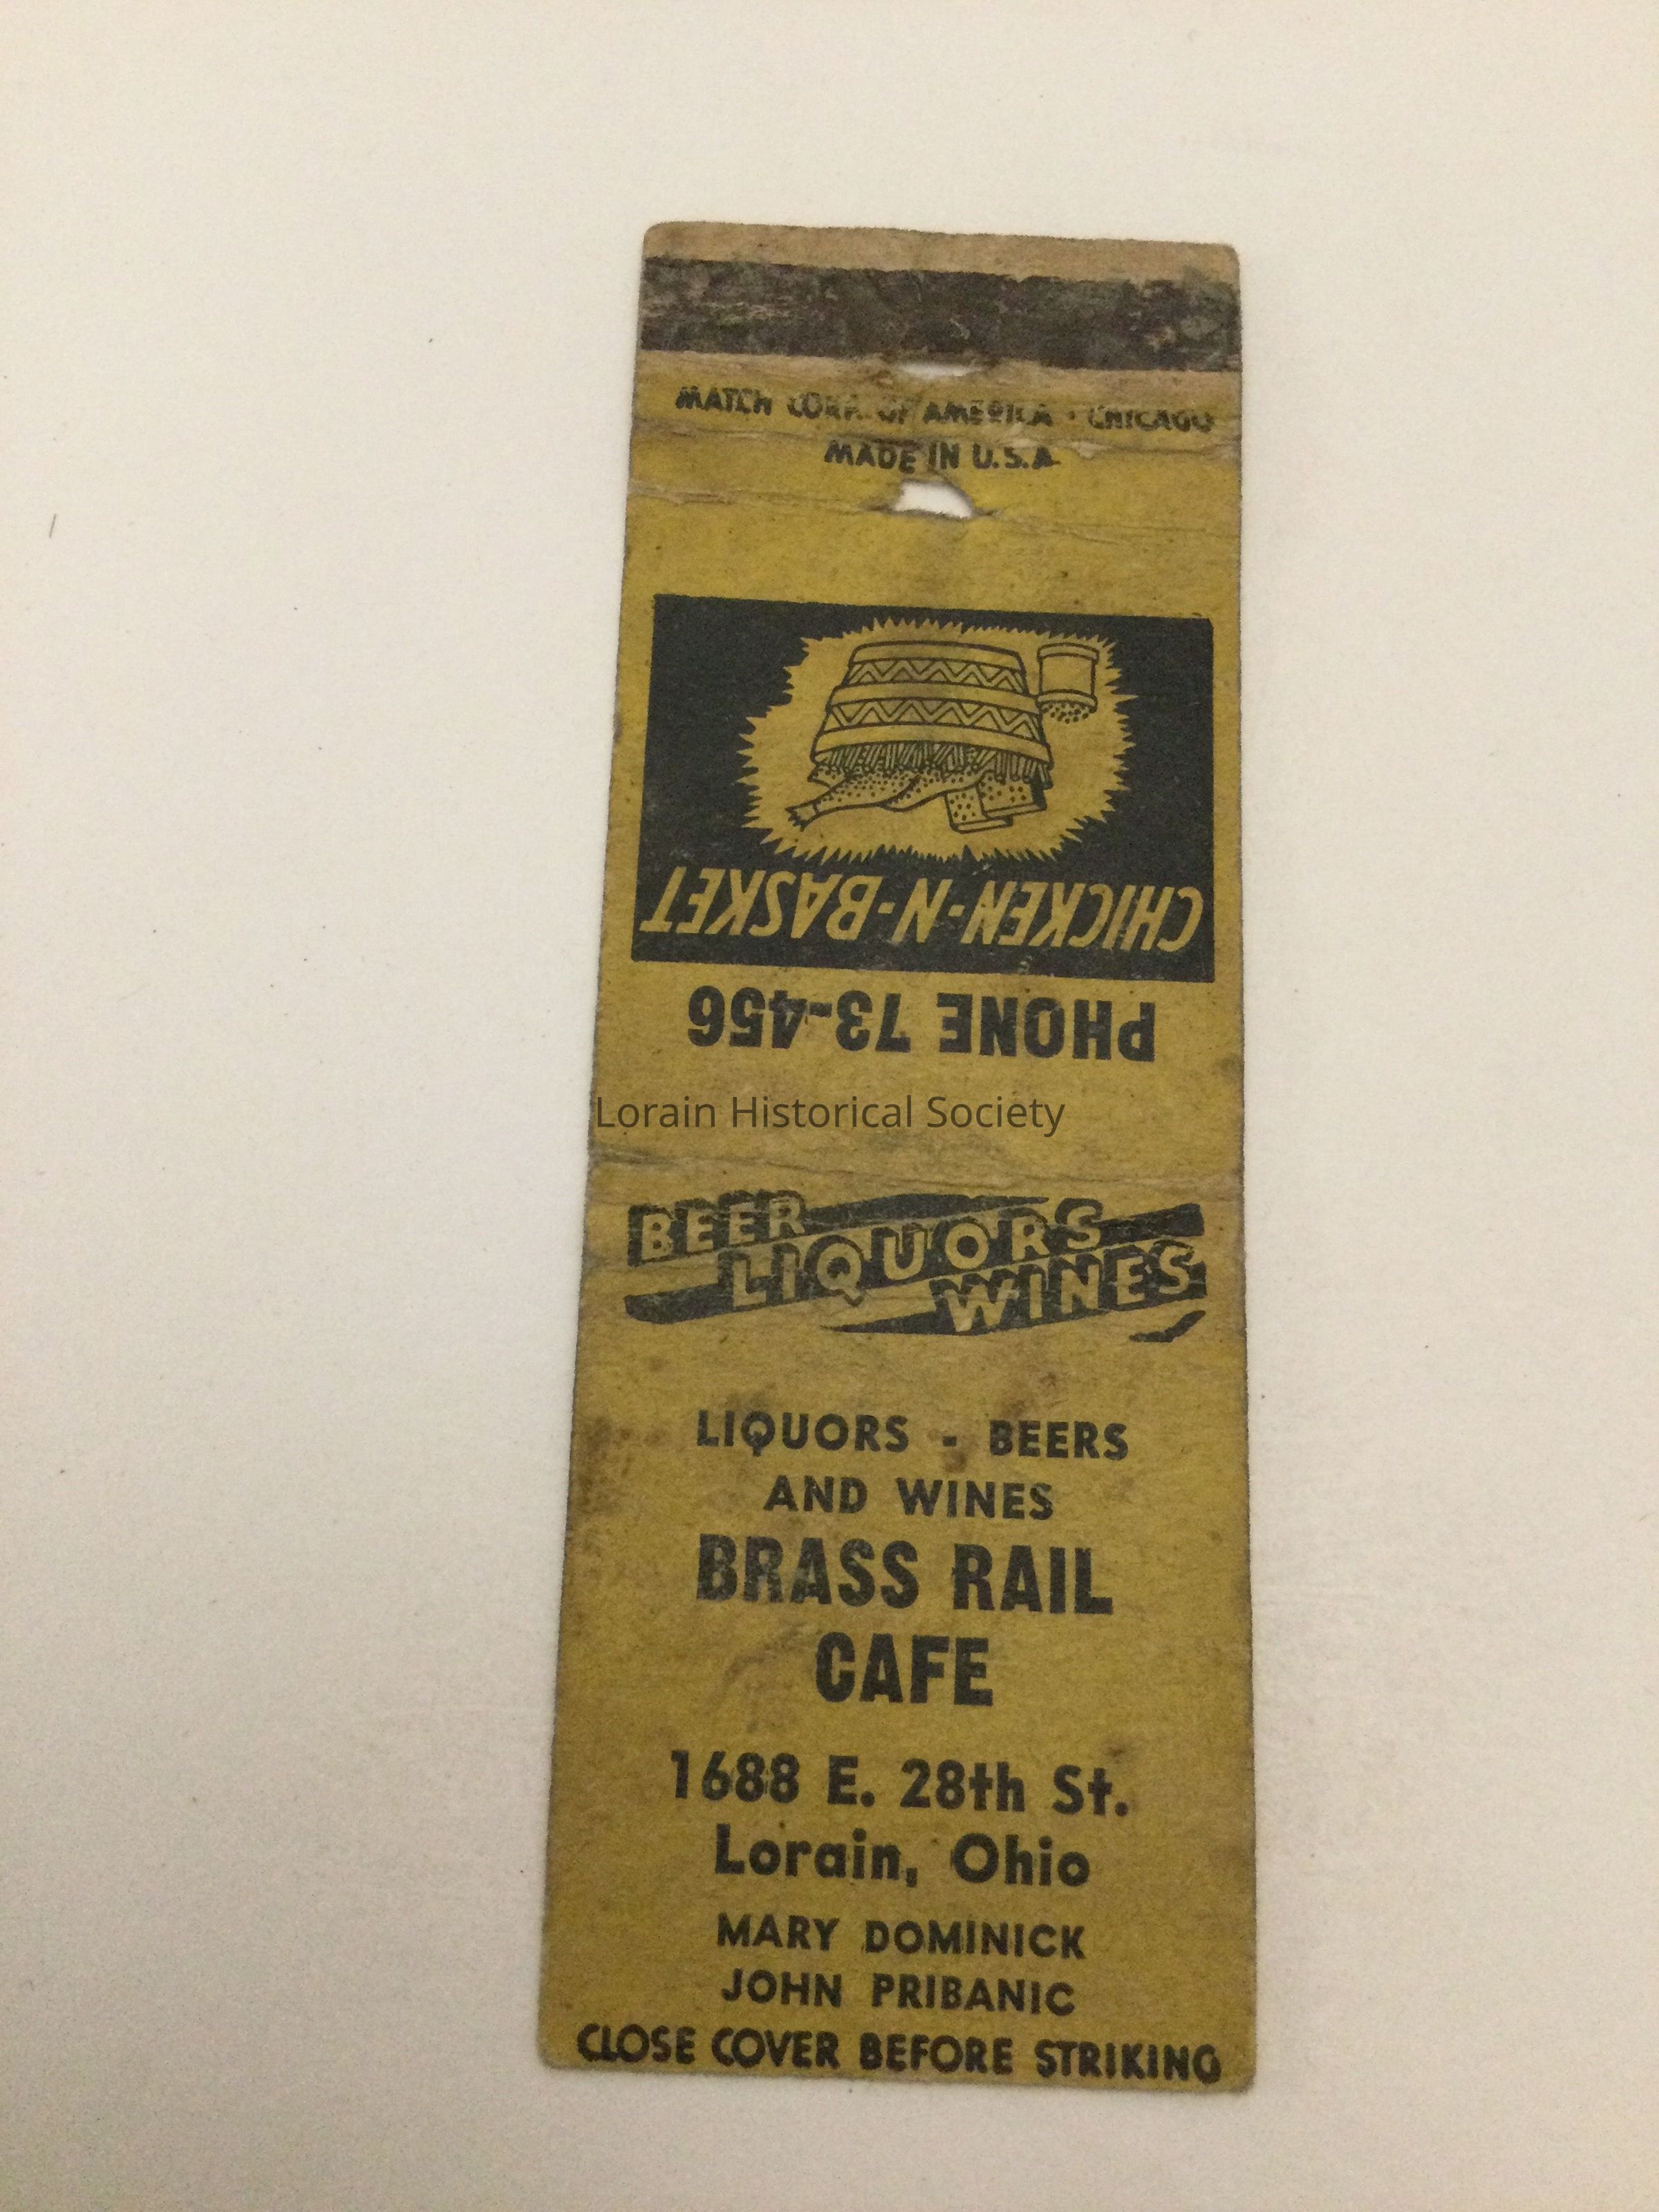 MATCH CORP. OF AMERICA · CHICAGO
MADE IN U.S.A
CHICKEN-N-BASKET
PHONE 73-456
Lorain Historical Society
BEER
LIQUORS
WINES
LIQUORS - BEERS
AND WINES
BRASS RAIL
CAFE
1688 E. 28th St.
Lorain, Ohio
MARY DOMINICK
JOHN PRIBANIC
CLOSE COVER BEFORE STRIKING